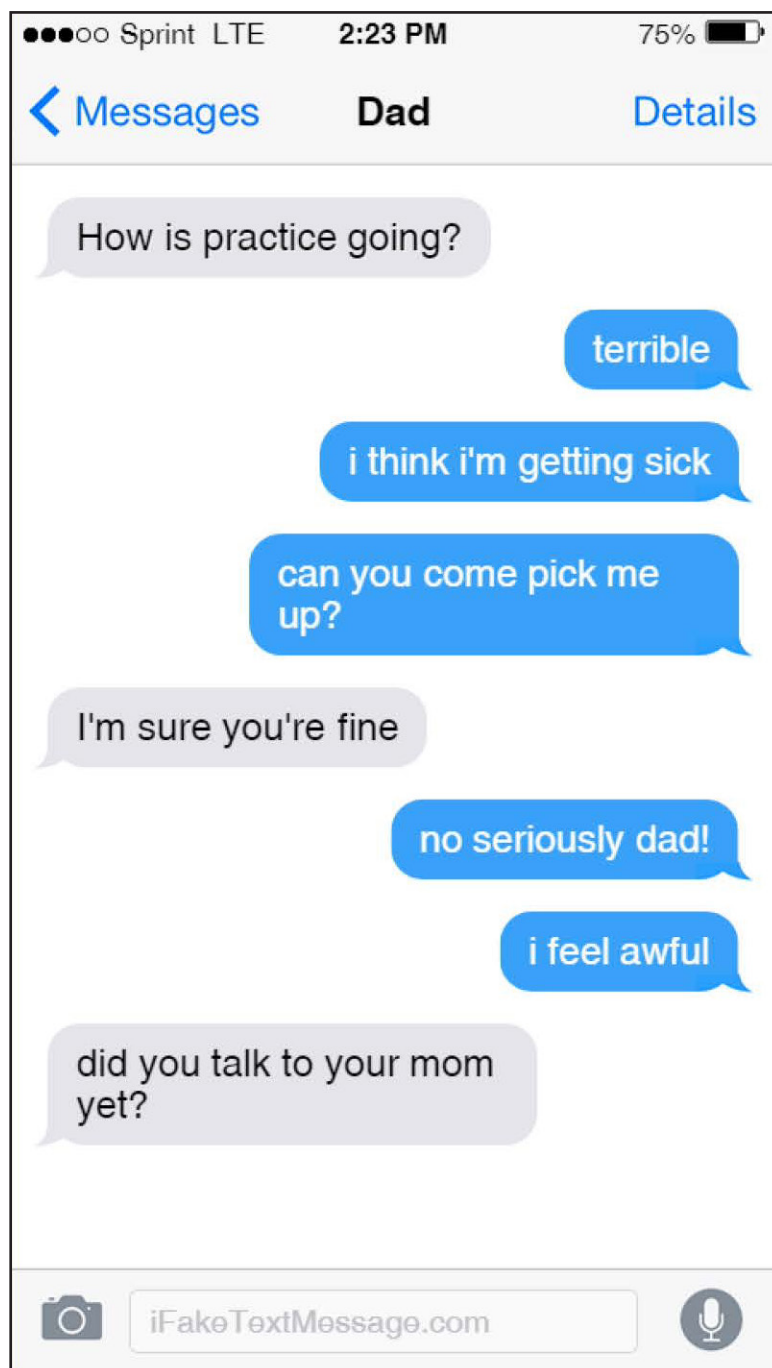 Sprint LTE 2:23 PM 75%
Messages Dad Details
How is practice going?
terrible
i think i'm getting sick
can you come pick me
up?
I'm sure you're fine
no seriously dad!
i feel awful
did you talk to your mom
yet?
iFakeTextMessage.com